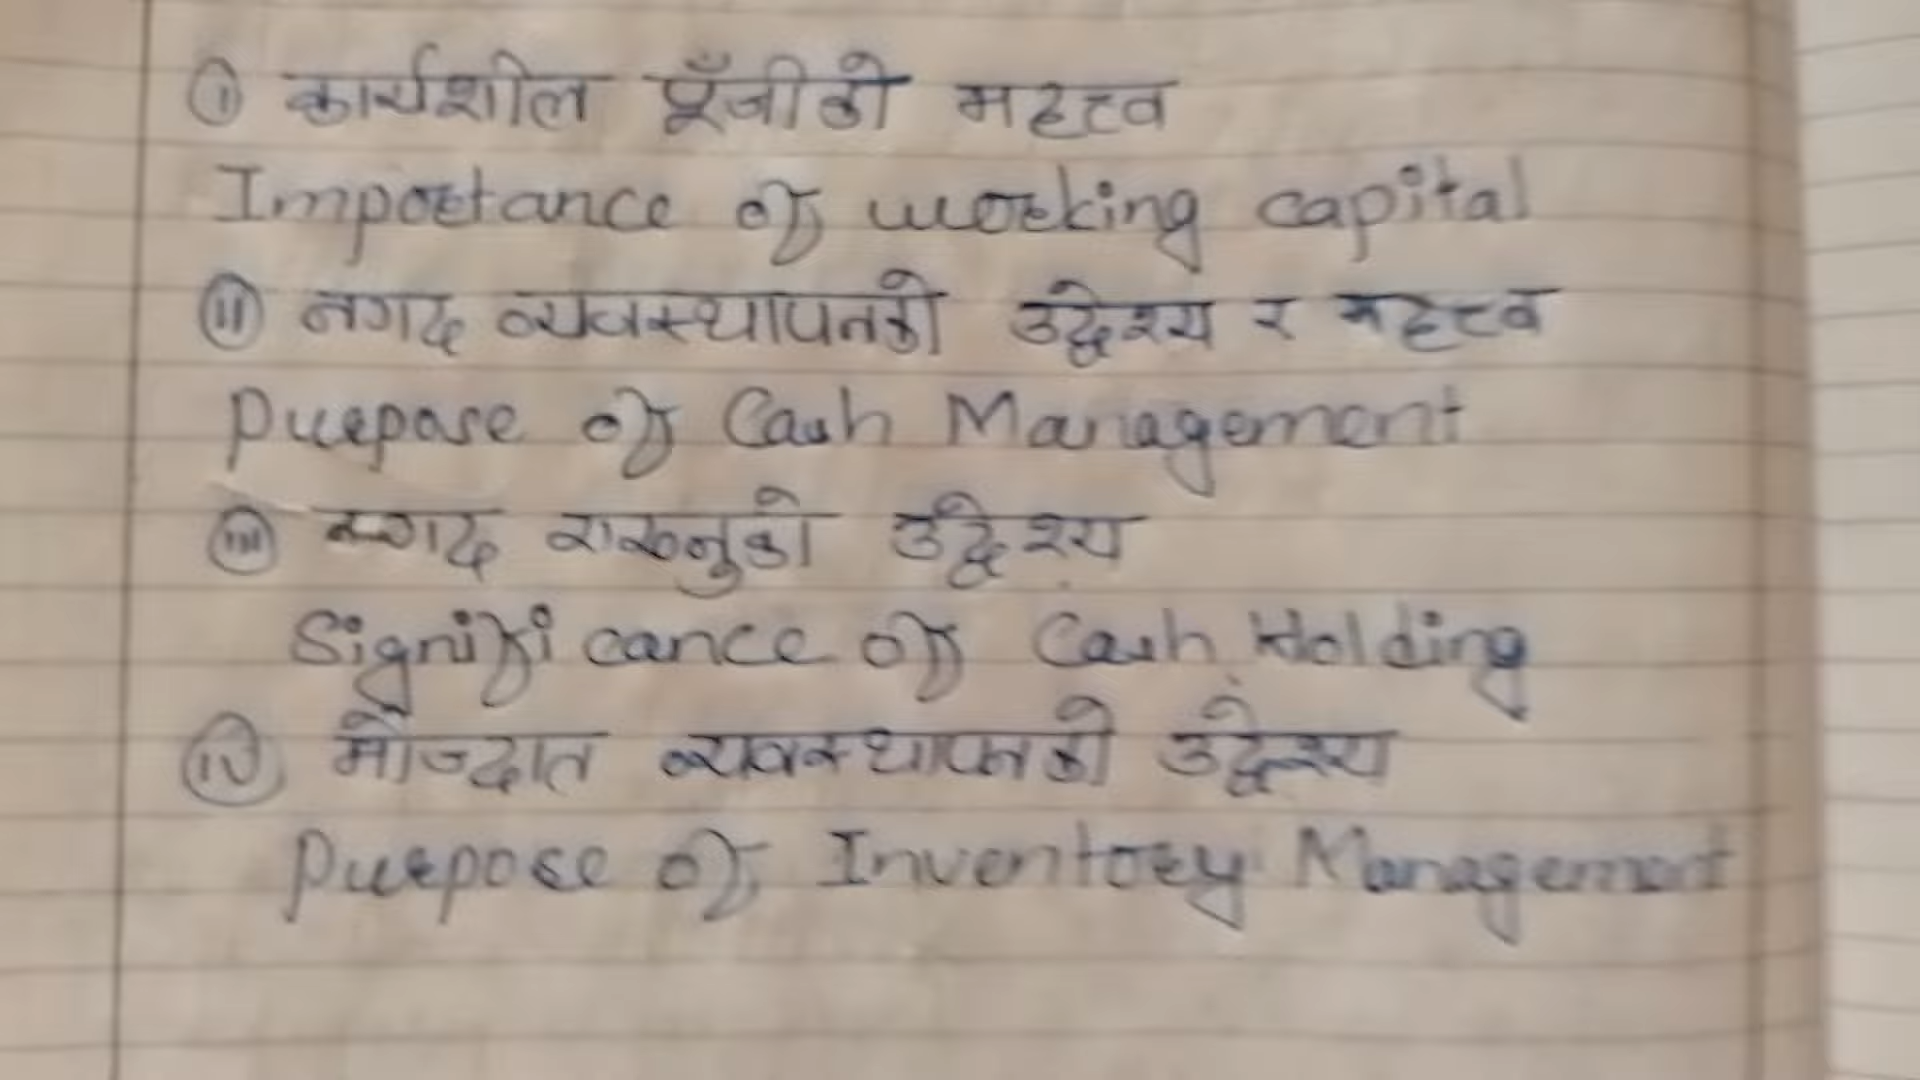 (i) कार्यशील पूँजीको महत्त्व
Importance of working capital
(ii) नगद व्यवस्थापनको उद्देश्य र महत्त्व
Purpose of Cash Management
(iii) नगद राख्नुको उद्देश्य
Significance of Cash Holding
(iv) मौज्दात व्यवस्थापनको उद्देश्य
Purpose of Inventory Management